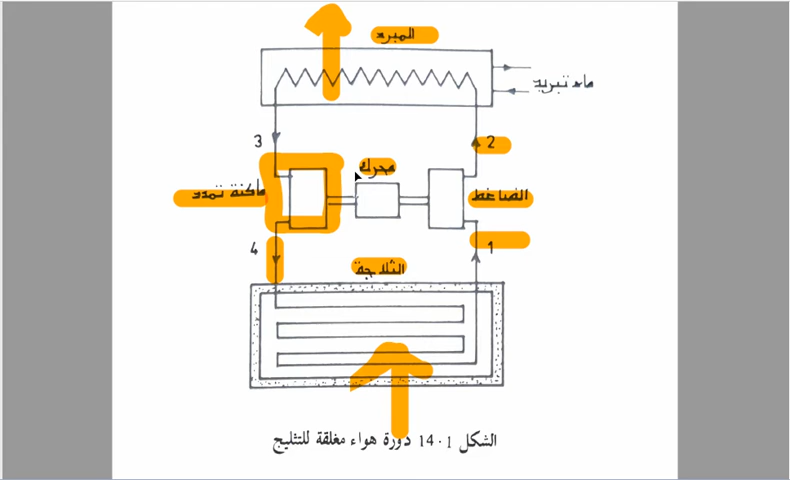 المبرد
ماء تبريد
3
2
محرك
ماكنة تمدد
الضاغط
4
1
الثلاجة
الشكل 14.1 دورة هواء مغلقة للتثليج